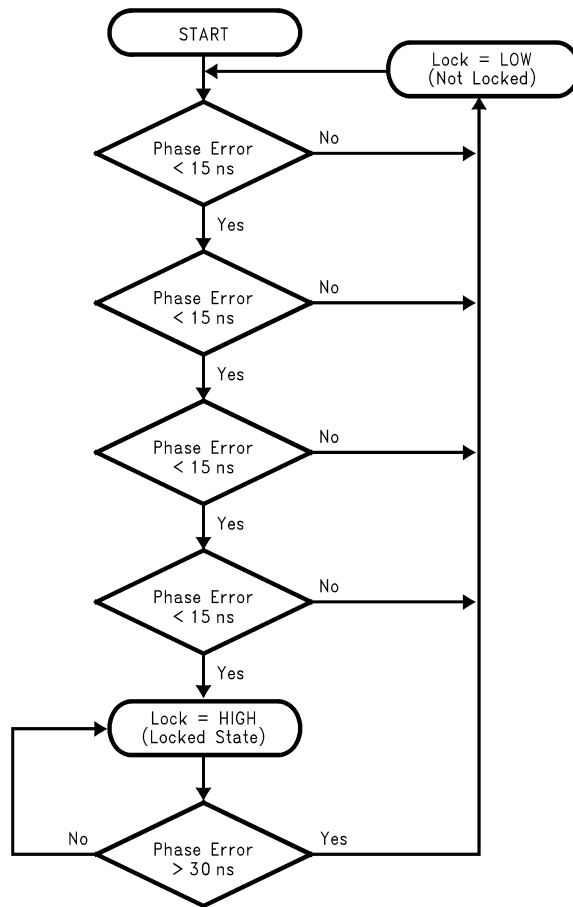 START
Lock = LOW
(Not Locked)
Phase Error
< 15 ns
No
Yes
Phase Error
< 15 ns
No
Yes
Phase Error
< 15 ns
No
Yes
Phase Error
< 15 ns
No
Yes
Lock = HIGH
(Locked State)
No
Phase Error
> 30 ns
Yes